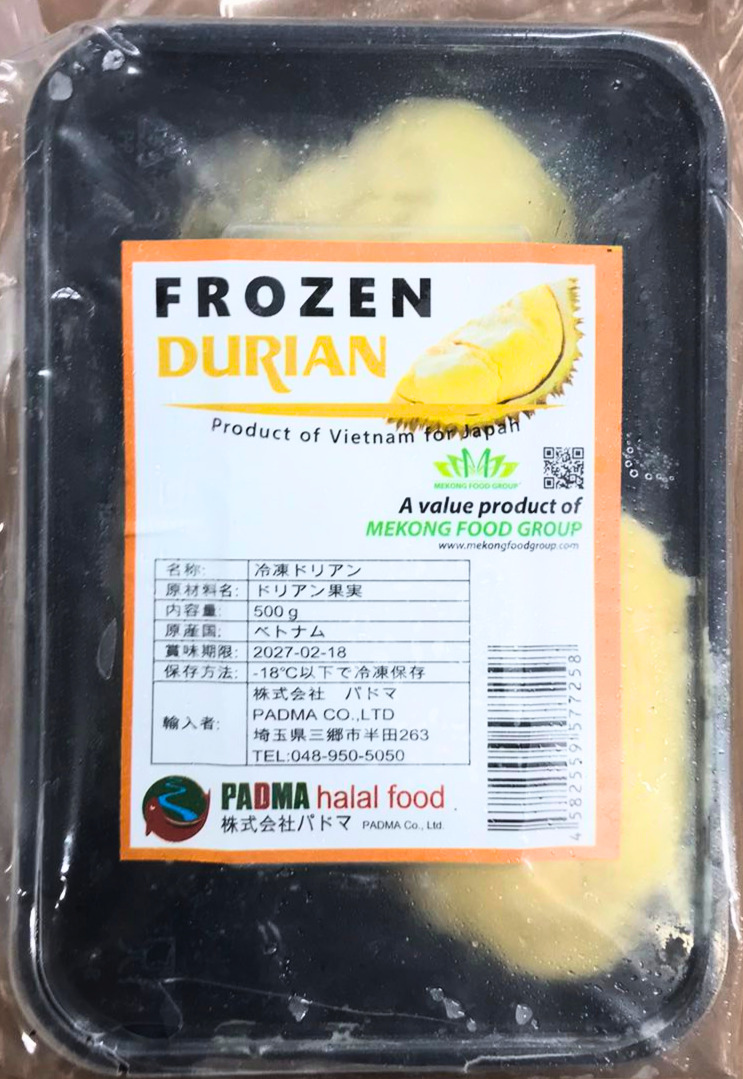 FROZEN
DURIAN
Product of Vietnam for Japan
MEKONG FOOD GROUP
A value product of
MEKONG FOOD GROUP
www.mekongfoodgroup.com
名称: 冷凍ドリアン
原材料名: ドリアン果実
内容量: 500 g
原産国: ベトナム
賞味期限: 2027-02-18
保存方法: -18℃以下で冷凍保存
輸入者: 株式会社 パドマ
PADMA CO.,LTD
埼玉県三郷市半田263
TEL:048-950-5050
4582559577258
PADMA halal food
株式会社パドマ PADMA Co., Ltd.